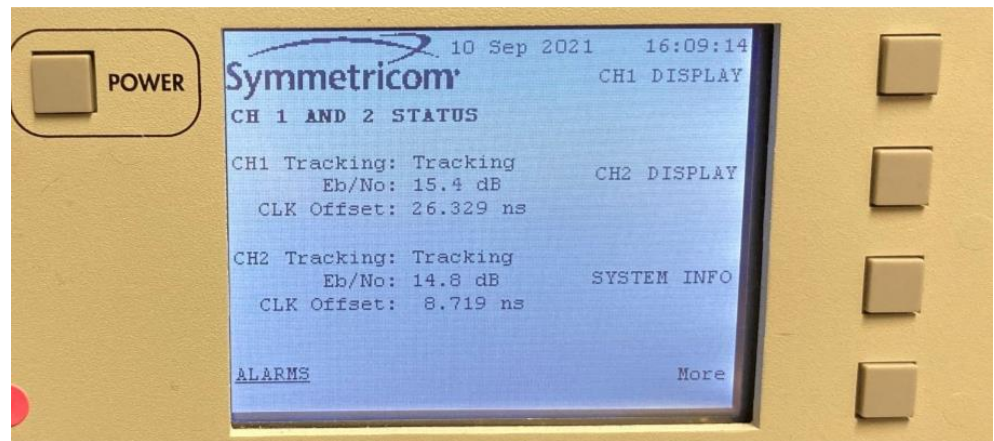 POWER
10 Sep 2021 16:09:14
Symmetricom
CH1 DISPLAY
CH 1 AND 2 STATUS
CH1 Tracking: Tracking
CH2 DISPLAY
Eb/No: 15.4 dB
CLK Offset: 26.329 ns
CH2 Tracking: Tracking
Eb/No: 14.8 dB
SYSTEM INFO
CLK Offset: 8.719 ns
ALARMS
More